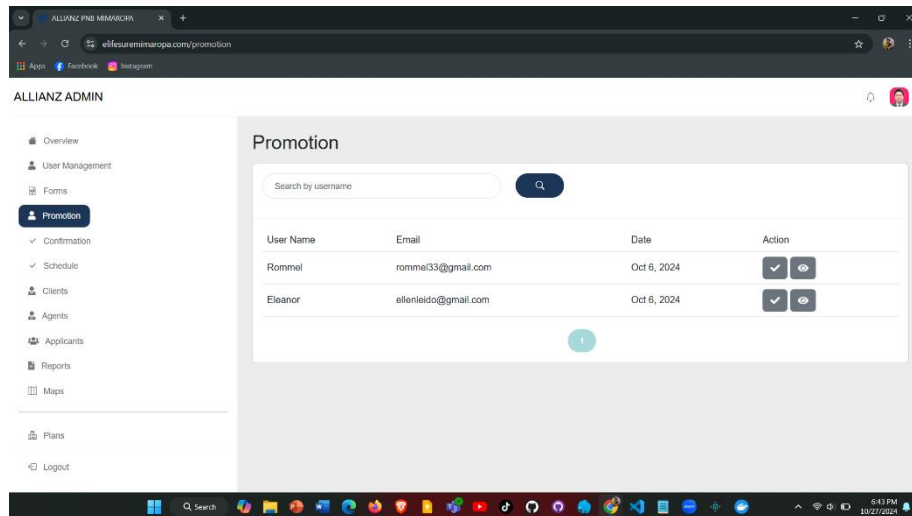 ALLIANZ PNB MIMAROPA
elifesuremimaropa.com/promotion
Apps Facebook Instagram
ALLIANZ ADMIN
Overview
User Management
Forms
Promotion
Confirmation
Schedule
Clients
Agents
Applicants
Reports
Maps
Plans
Logout
Promotion
Search by username
User Name Email Date Action
Rommel rommel33@gmail.com Oct 6, 2024
Eleanor ellenleido@gmail.com Oct 6, 2024
1
Search
6:43 PM
10/27/2024